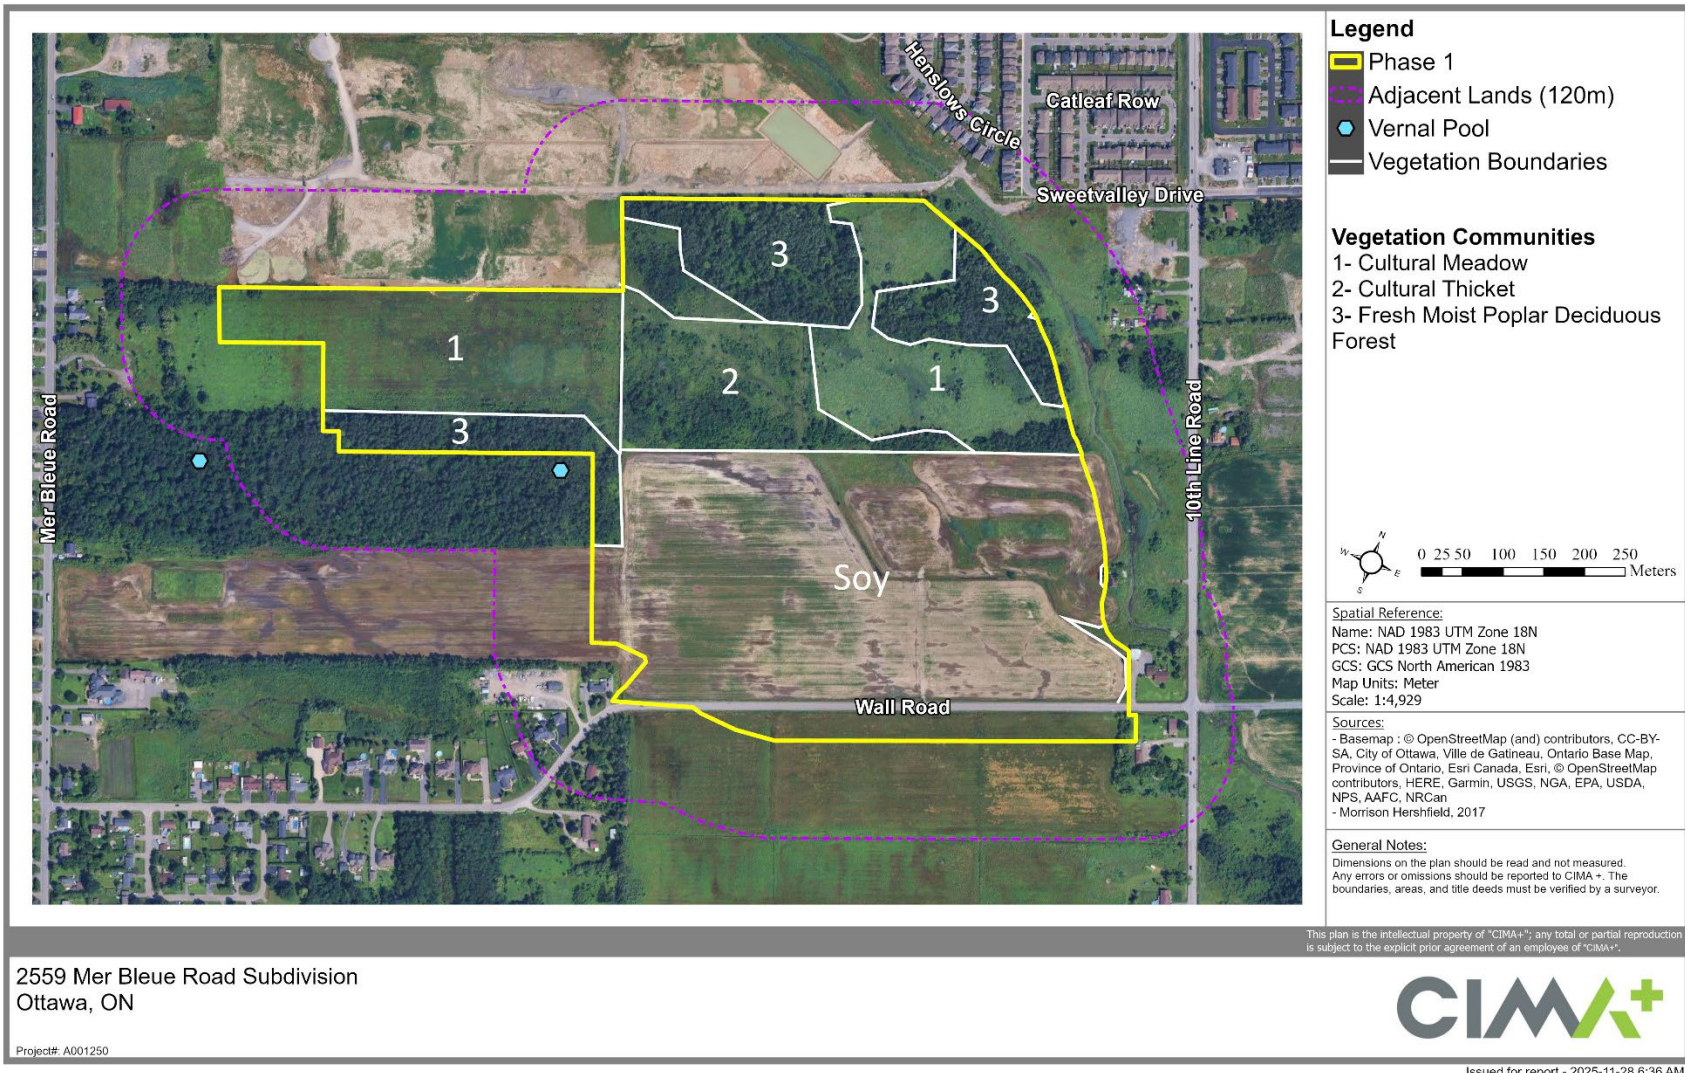 Henslows Circle
Catleaf Row
Sweetvalley Drive
3
3
1
2
1
3
Mer Bleue Road
10th Line Road
Soy
Wall Road
Legend
Phase 1
Adjacent Lands (120m)
Vernal Pool
Vegetation Boundaries
Vegetation Communities
1- Cultural Meadow
2- Cultural Thicket
3- Fresh Moist Poplar Deciduous
Forest
N
W
E
S
0 25 50 100 150 200 250
Meters
Spatial Reference:
Name: NAD 1983 UTM Zone 18N
PCS: NAD 1983 UTM Zone 18N
GCS: GCS North American 1983
Map Units: Meter
Scale: 1:4,929
Sources:
- Basemap : © OpenStreetMap (and) contributors, CC-BY-
SA, City of Ottawa, Ville de Gatineau, Ontario Base Map,
Province of Ontario, Esri Canada, Esri, © OpenStreetMap
contributors, HERE, Garmin, USGS, NGA, EPA, USDA,
NPS, AAFC, NRCan
- Morrison Hershfield, 2017
General Notes:
Dimensions on the plan should be read and not measured.
Any errors or omissions should be reported to CIMA +. The
boundaries, areas, and title deeds must be verified by a surveyor.
This plan is the intellectual property of "CIMA+"; any total or partial reproduction
is subject to the explicit prior agreement of an employee of "CIMA+".
2559 Mer Bleue Road Subdivision
Ottawa, ON
Project#: A001250
CIMA+
Issued for report - 2025-11-28 6:36 AM